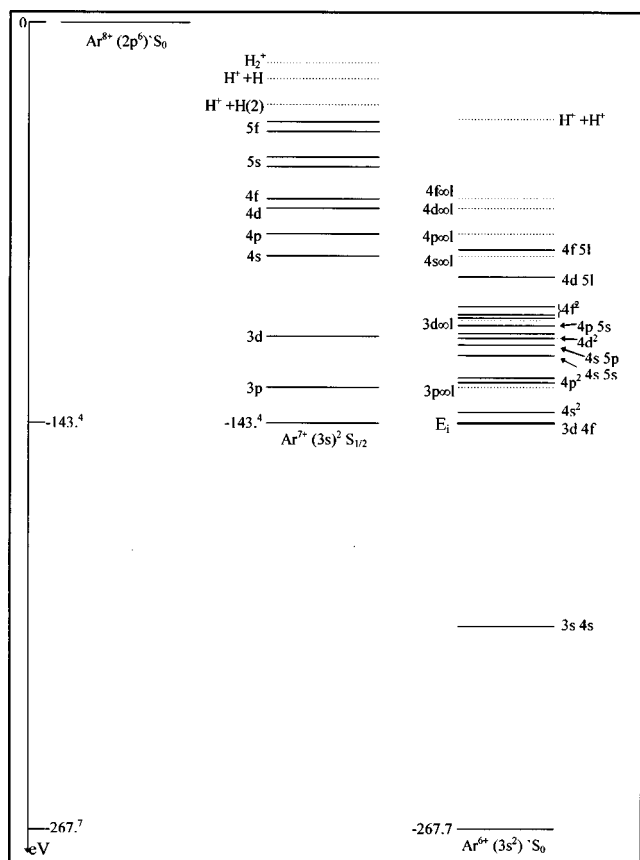 0
Ar⁸⁺ (2p⁶) `S₀
H₂⁺
H⁺ +H
H⁺ +H(2)
5f
5s
4f
4d
4p
4s
3d
3p
-143.⁴
-143.⁴
Ar⁷⁺ (3s)² S₁/₂
H⁺ +H⁺
4f∞l
4d∞l
4p∞l
4f 5l
4s∞l
4d 5l
4f²
3d∞l
4p 5s
4d²
4s 5p
4s 5s
4p²
3p∞l
4s²
Eᵢ
3d 4f
3s 4s
-267.⁷
-267.⁷
eV
Ar⁶⁺ (3s²) `S₀